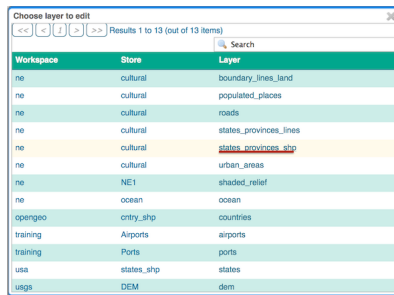 Choose layer to edit
<< < 1 > >> Results 1 to 13 (out of 13 items)
Search
Workspace Store Layer
ne cultural boundary_lines_land
ne cultural populated_places
ne cultural roads
ne cultural states_provinces_lines
ne cultural states_provinces_shp
ne cultural urban_areas
ne NE1 shaded_relief
ne ocean ocean
opengeo cntry_shp countries
training Airports airports
training Ports ports
usa states_shp states
usgs DEM dem